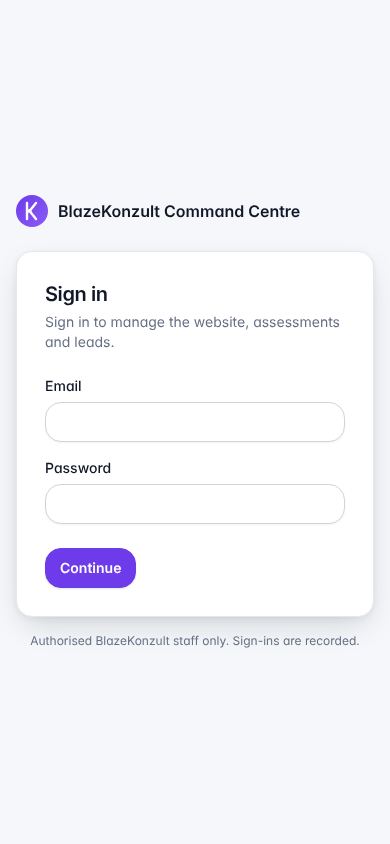 K
BlazeKonzult Command Centre
Sign in
Sign in to manage the website, assessments
and leads.
Email
Password
Continue
Authorised BlazeKonzult staff only. Sign-ins are recorded.